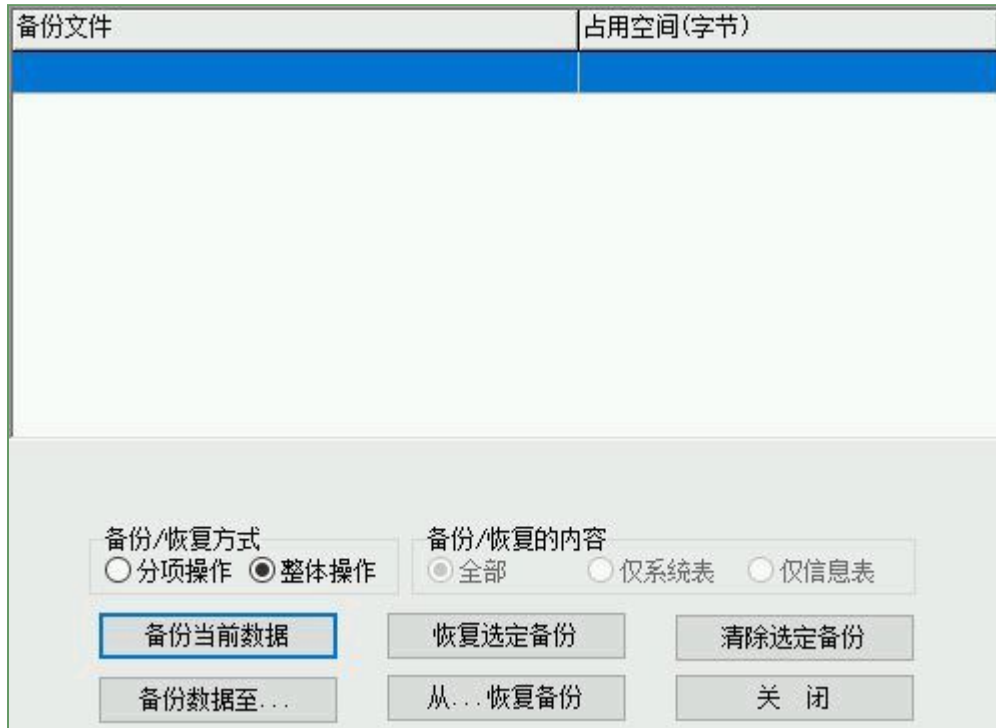 备份文件 占用空间(字节)
备份/恢复方式 备份/恢复的内容
分项操作 整体操作 全部 仅系统表 仅信息表
备份当前数据 恢复选定备份 清除选定备份
备份数据至... 从...恢复备份 关 闭